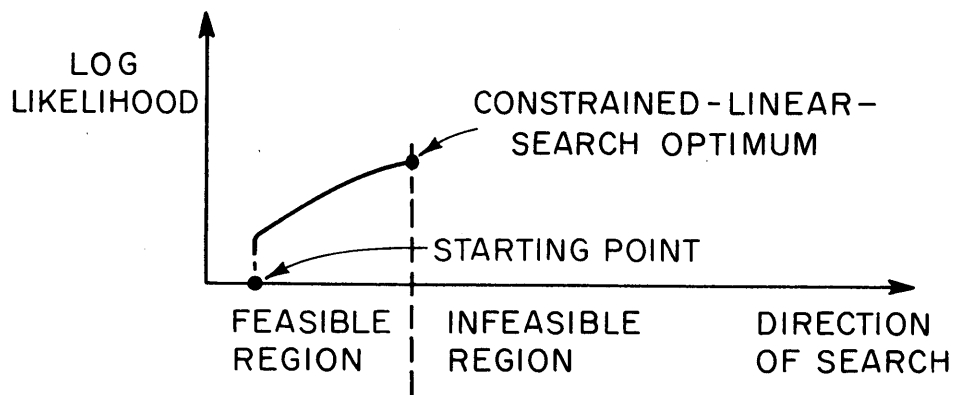 LOG
LIKELIHOOD
CONSTRAINED-LINEAR-
SEARCH OPTIMUM
STARTING POINT
FEASIBLE
REGION
INFEASIBLE
REGION
DIRECTION
OF SEARCH